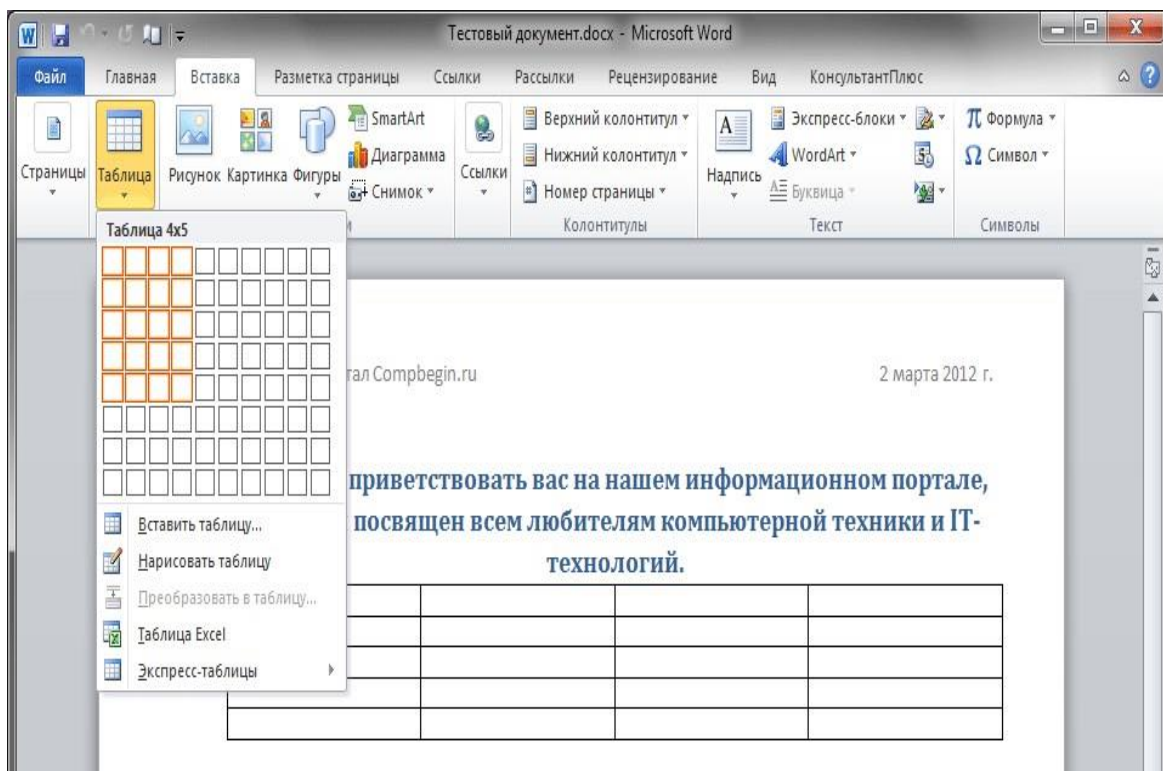 Тестовый документ.docx - Microsoft Word
Файл Главная Вставка Разметка страницы Ссылки Рассылки Рецензирование Вид КонсультантПлюс
Страницы
Таблица
Рисунок Картинка Фигуры
SmartArt
Диаграмма
Снимок
Ссылки
Верхний колонтитул
Нижний колонтитул
Номер страницы
Колонтитулы
Надпись
Экспресс-блоки
WordArt
Буквица
Текст
π Формула
Ω Символ
Символы
Таблица 4x5
Вставить таблицу...
Нарисовать таблицу
Преобразовать в таблицу...
Таблица Excel
Экспресс-таблицы
тал Compbegin.ru 2 марта 2012 г.
приветствовать вас на нашем информационном портале,
посвящен всем любителям компьютерной техники и IT-
технологий.